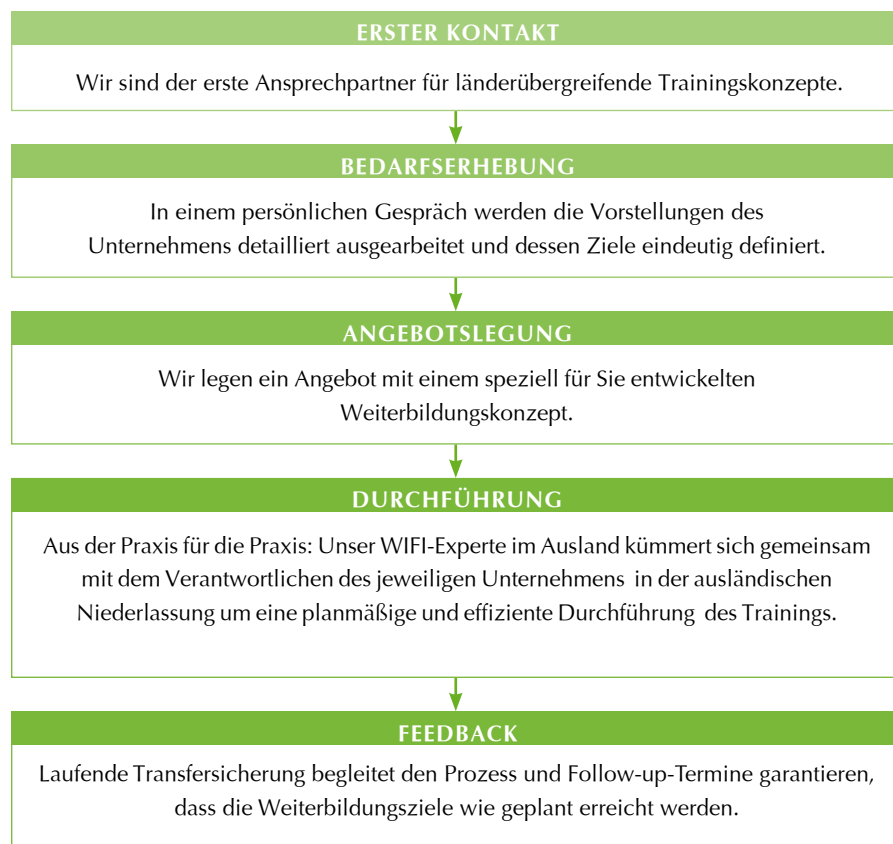 ERSTER KONTAKT
Wir sind der erste Ansprechpartner für länderübergreifende Trainingskonzepte.
BEDARFSERHEBUNG
In einem persönlichen Gespräch werden die Vorstellungen des
Unternehmens detailliert ausgearbeitet und dessen Ziele eindeutig definiert.
ANGEBOTSLEGUNG
Wir legen ein Angebot mit einem speziell für Sie entwickelten
Weiterbildungskonzept.
DURCHFÜHRUNG
Aus der Praxis für die Praxis: Unser WIFI-Experte im Ausland kümmert sich gemeinsam
mit dem Verantwortlichen des jeweiligen Unternehmens in der ausländischen
Niederlassung um eine planmäßige und effiziente Durchführung des Trainings.
FEEDBACK
Laufende Transfersicherung begleitet den Prozess und Follow-up-Termine garantieren,
dass die Weiterbildungsziele wie geplant erreicht werden.